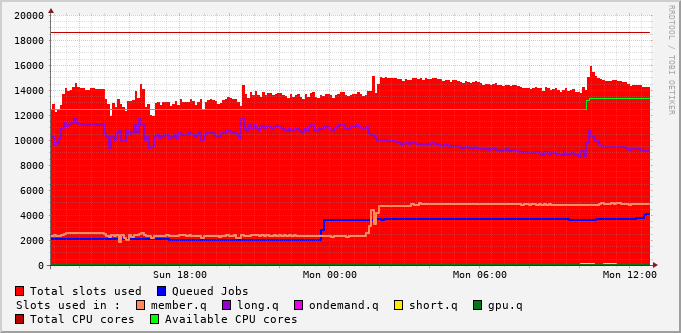 20000
18000
16000
14000
12000
10000
8000
6000
4000
2000
0
Sun 18:00 Mon 00:00 Mon 06:00 Mon 12:00
Total slots used Queued Jobs
Slots used in : member.q long.q ondemand.q short.q gpu.q
Total CPU cores Available CPU cores
RRDTOOL / TOBI OETIKER